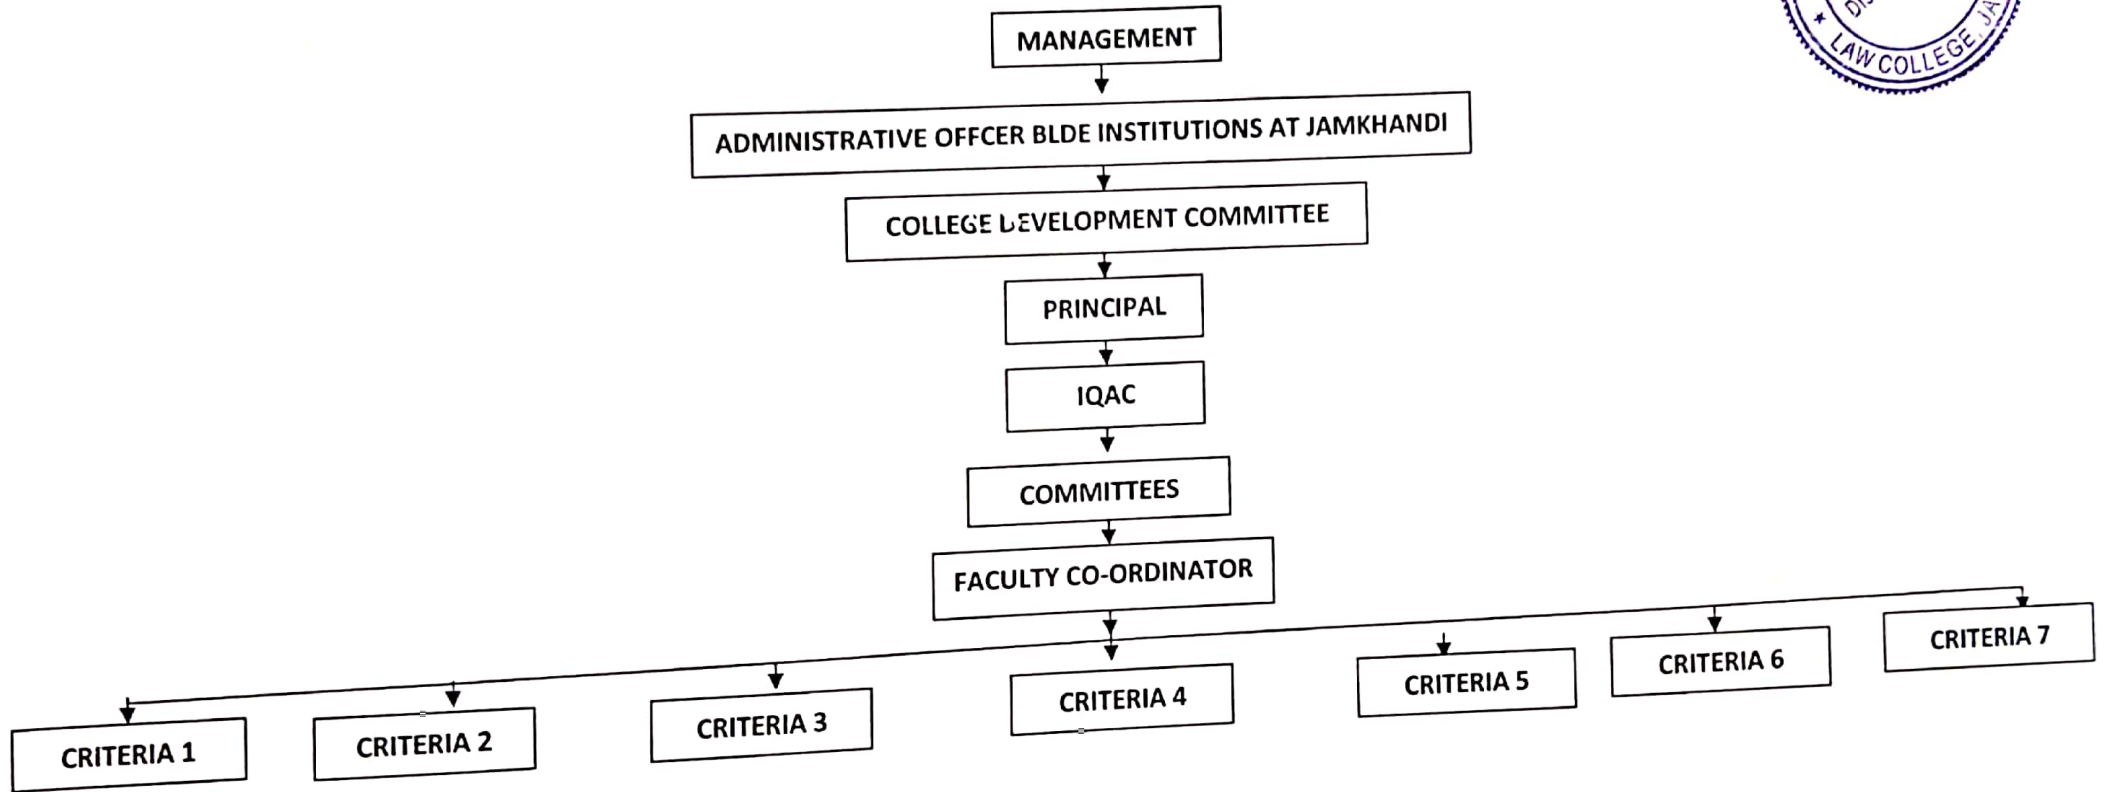 MANAGEMENT
ADMINISTRATIVE OFFCER BLDE INSTITUTIONS AT JAMKHANDI
COLLEGE DEVELOPMENT COMMITTEE
PRINCIPAL
IQAC
COMMITTEES
FACULTY CO-ORDINATOR
CRITERIA 1
CRITERIA 2
CRITERIA 3
CRITERIA 4
CRITERIA 5
CRITERIA 6
CRITERIA 7
LAW COLLEGE,